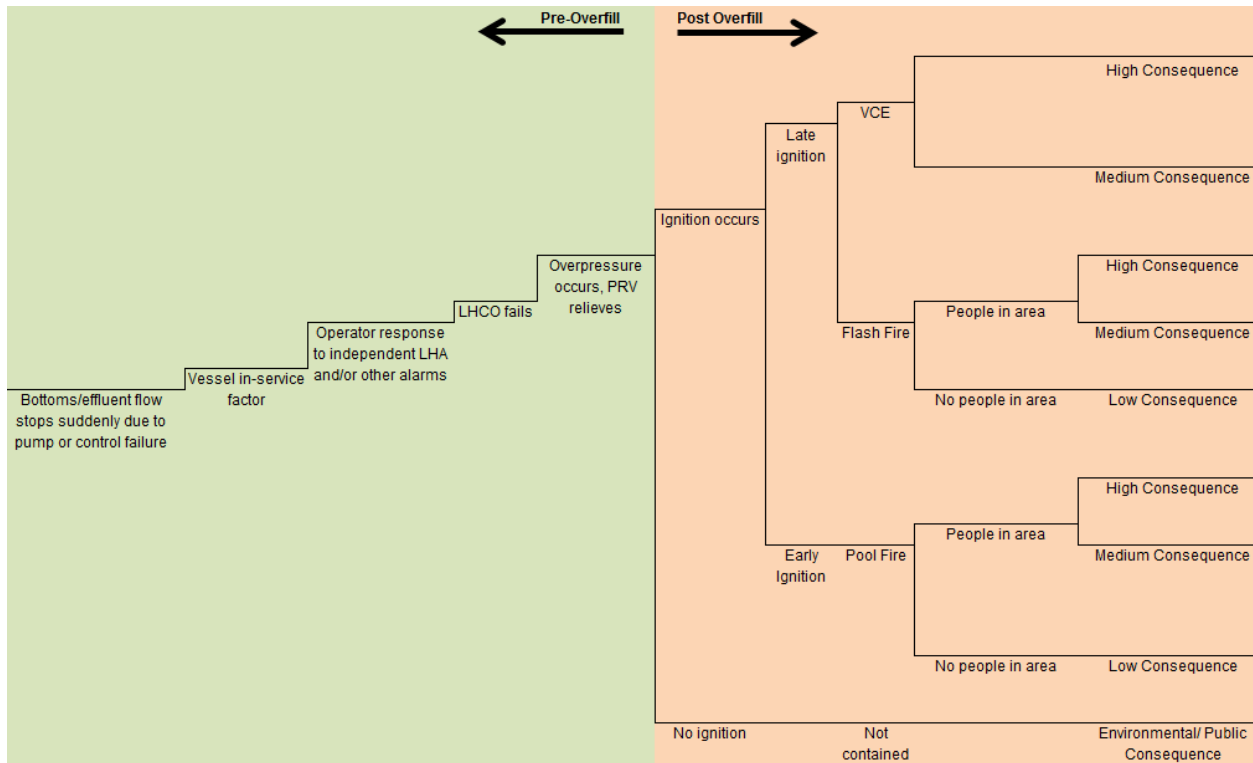 Pre-Overfill
Post Overfill
High Consequence
VCE
Late
ignition
Medium Consequence
Ignition occurs
Overpressure
occurs, PRV
relieves
High Consequence
LHCO fails
People in area
Operator response
to independent LHA
and/or other alarms
Flash Fire
Medium Consequence
Vessel in-service
factor
Bottoms/effluent flow
stops suddenly due to
pump or control failure
No people in area
Low Consequence
High Consequence
People in area
Early
Ignition
Pool Fire
Medium Consequence
No people in area
Low Consequence
No ignition
Not
contained
Environmental/ Public
Consequence